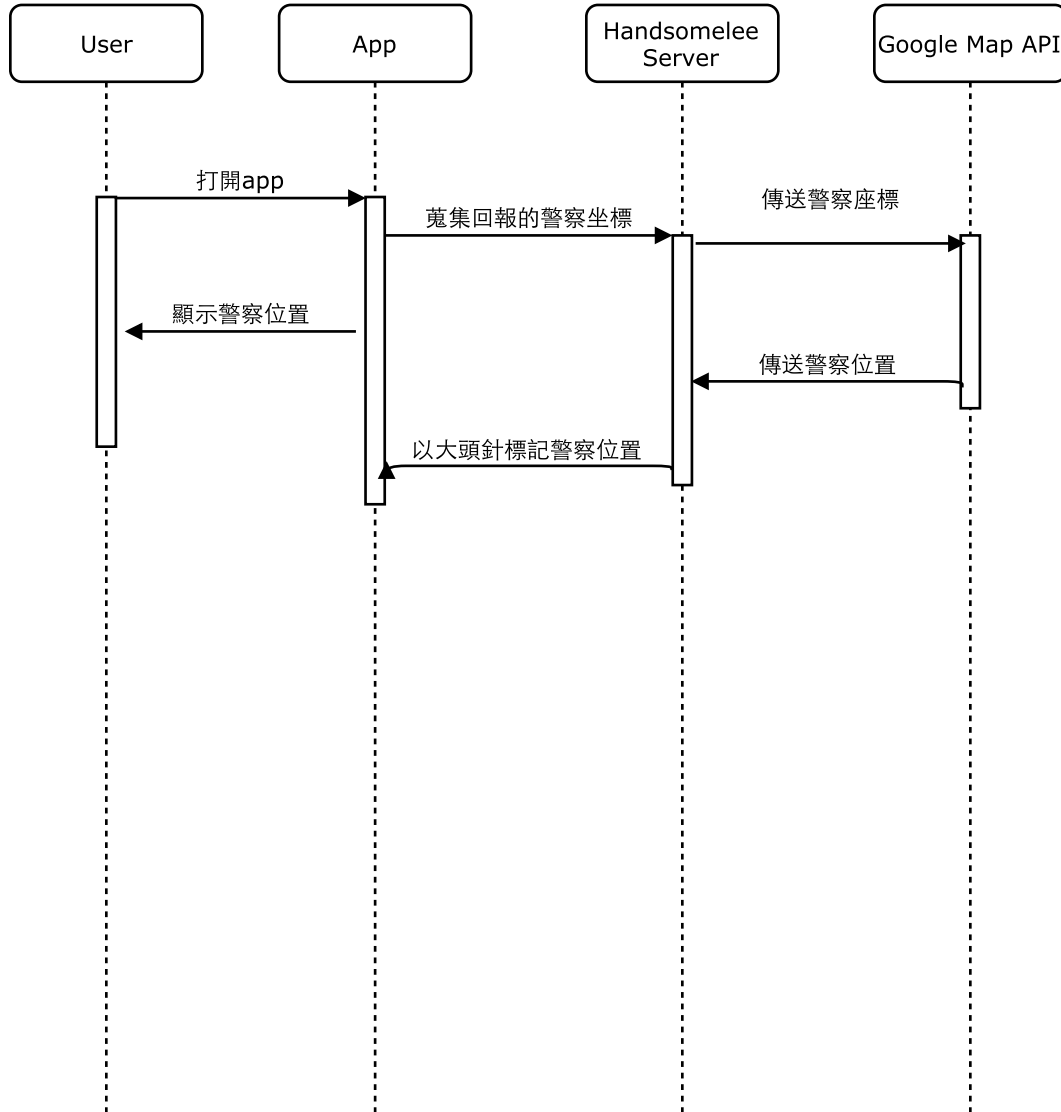 User
App
Handsomelee
Server
Google Map API
打開app
蒐集回報的警察坐標
傳送警察座標
顯示警察位置
傳送警察位置
以大頭針標記警察位置